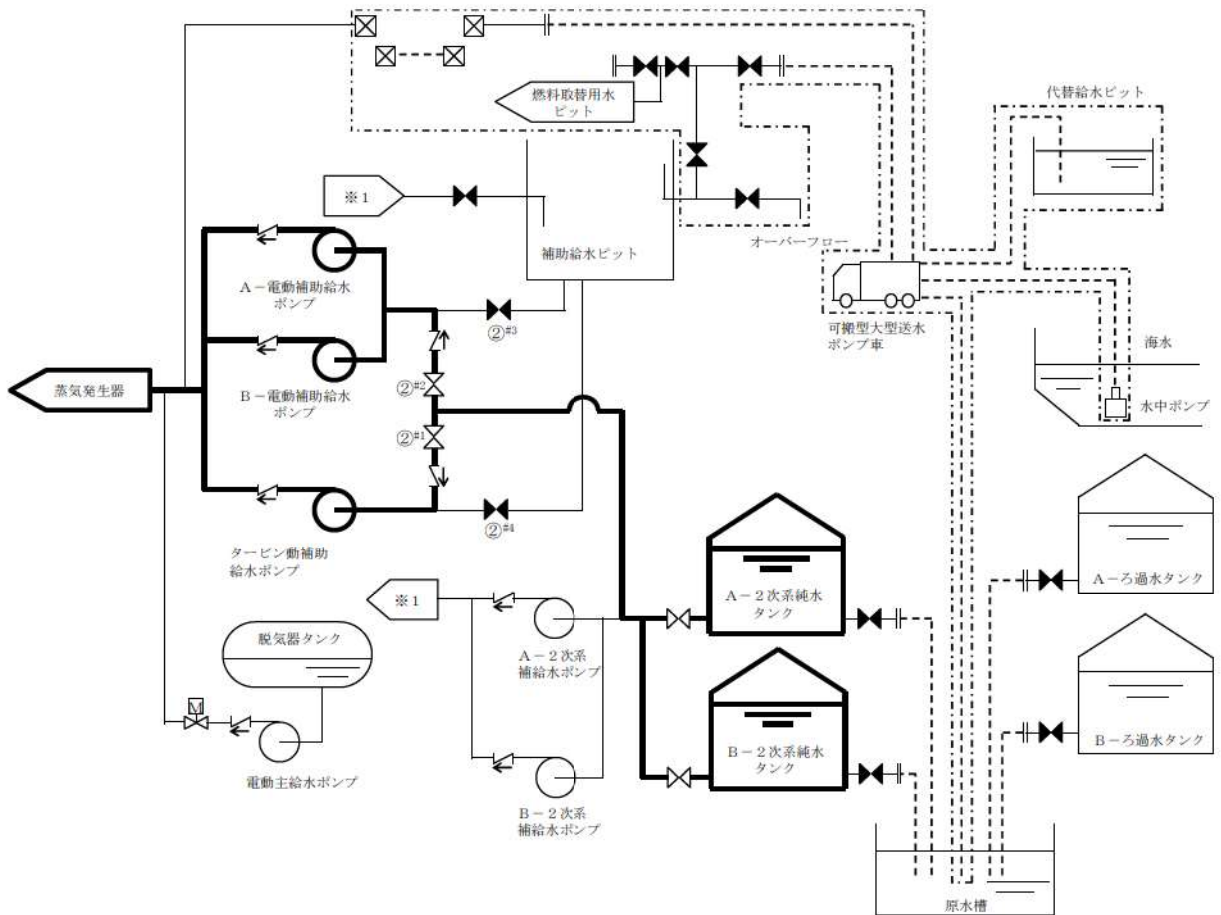 燃料取替用水
ピット
代替給水ピット
※1
補助給水ピット
オーバーフロー
A－電動補助給水
ポンプ
②#3
可搬型大型送水
ポンプ車
海水
②#2
蒸気発生器
B－電動補助給水
ポンプ
水中ポンプ
②#1
②#4
タービン動補助
給水ポンプ
A－ろ過水タンク
A－2次系純水
タンク
※1
脱気器タンク
A－2次系
補給水ポンプ
B－ろ過水タンク
B－2次系純水
タンク
M
電動主給水ポンプ
B－2次系
補給水ポンプ
原水槽